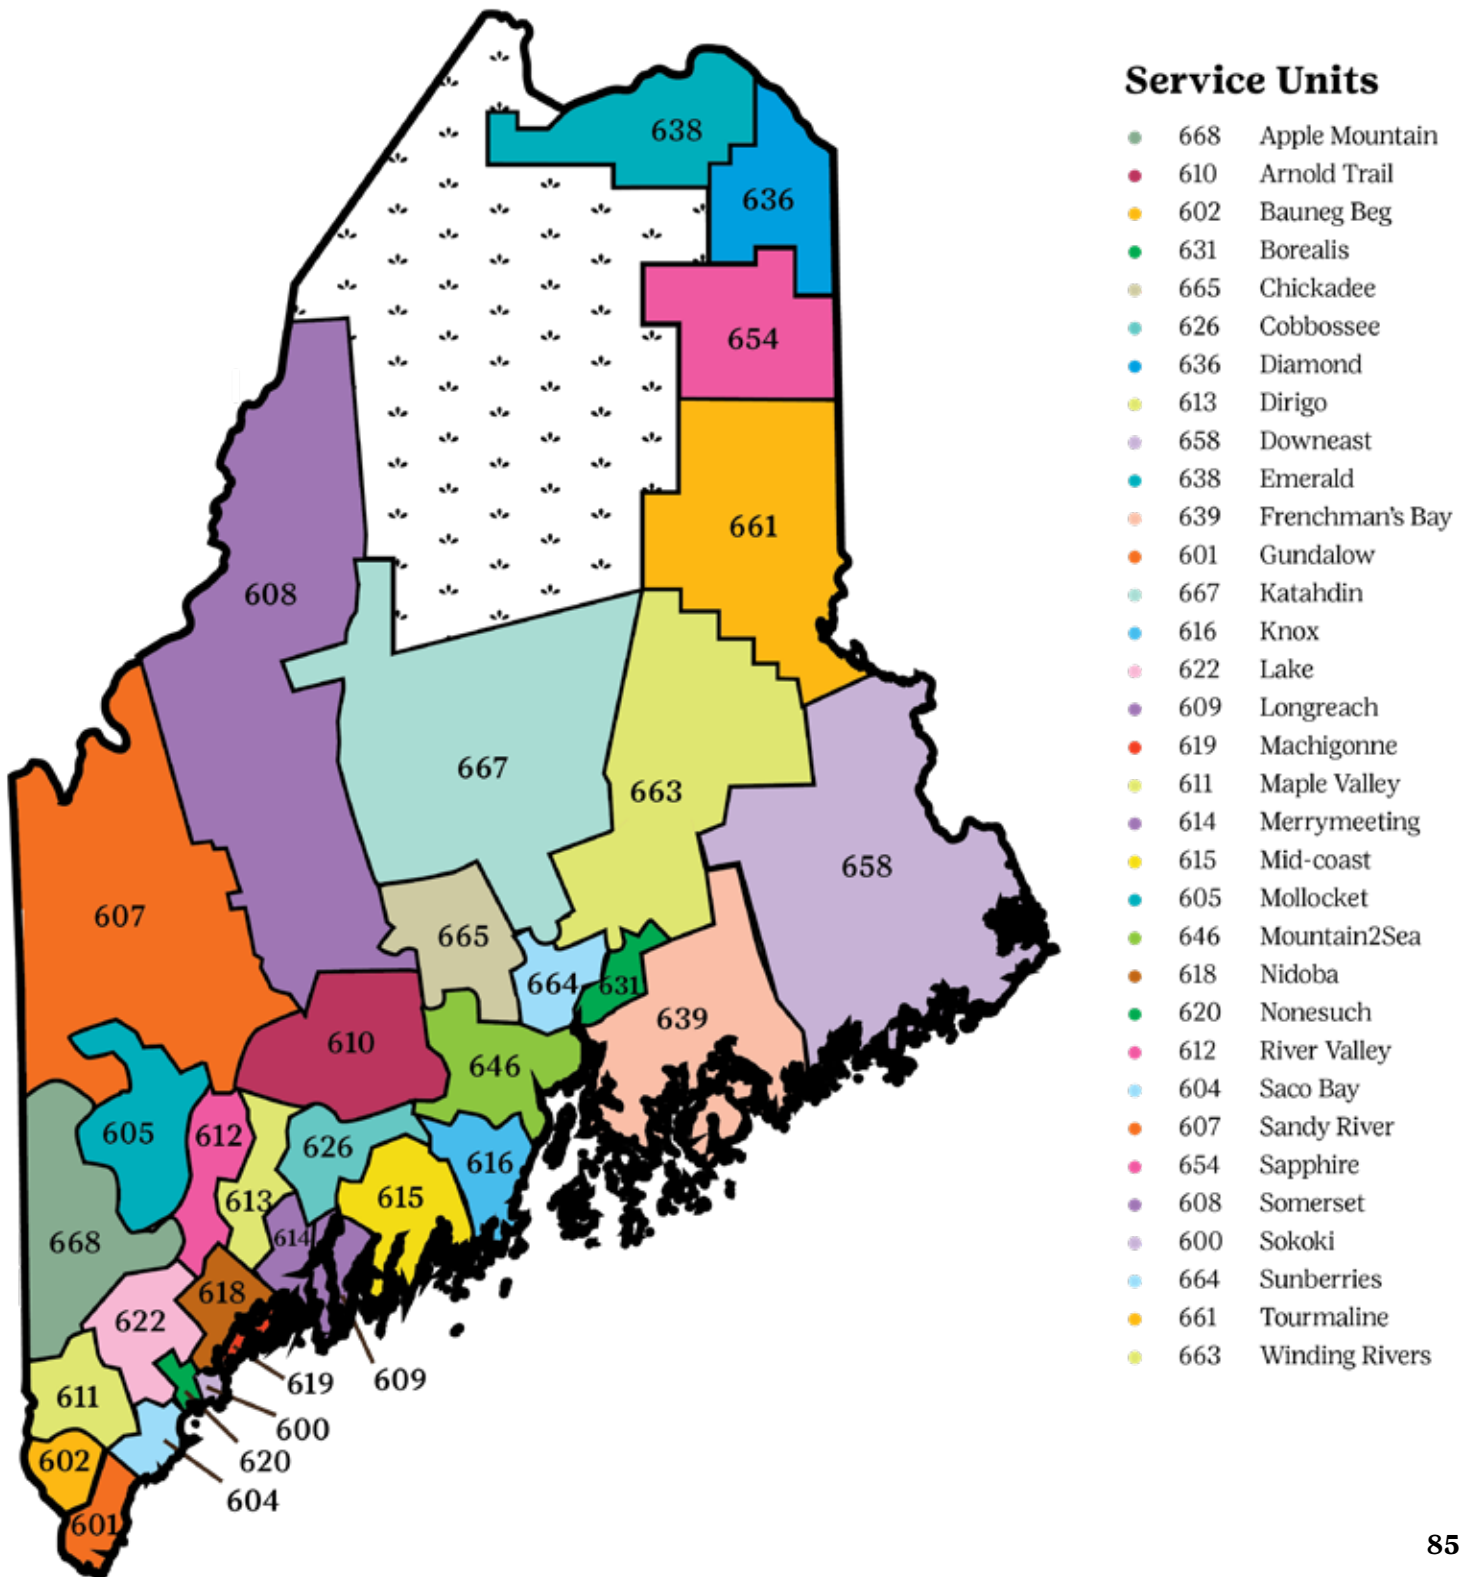 Service Units
668 Apple Mountain
610 Arnold Trail
602 Bauneg Beg
631 Borealis
665 Chickadee
626 Cobbossee
636 Diamond
613 Dirigo
658 Downeast
638 Emerald
639 Frenchman's Bay
601 Gundalow
667 Katahdin
616 Knox
622 Lake
609 Longreach
619 Machigonne
611 Maple Valley
614 Merrymeeting
615 Mid-coast
605 Mollocket
646 Mountain2Sea
618 Nidoba
620 Nonesuch
612 River Valley
604 Saco Bay
607 Sandy River
654 Sapphire
608 Somerset
600 Sokoki
664 Sunberries
661 Tourmaline
663 Winding Rivers
638
636
654
661
608
667
663
658
607
665
664
631
639
610
646
605
612
626
616
613
615
668
614
618
622
619
609
611
600
602
620
604
601
85